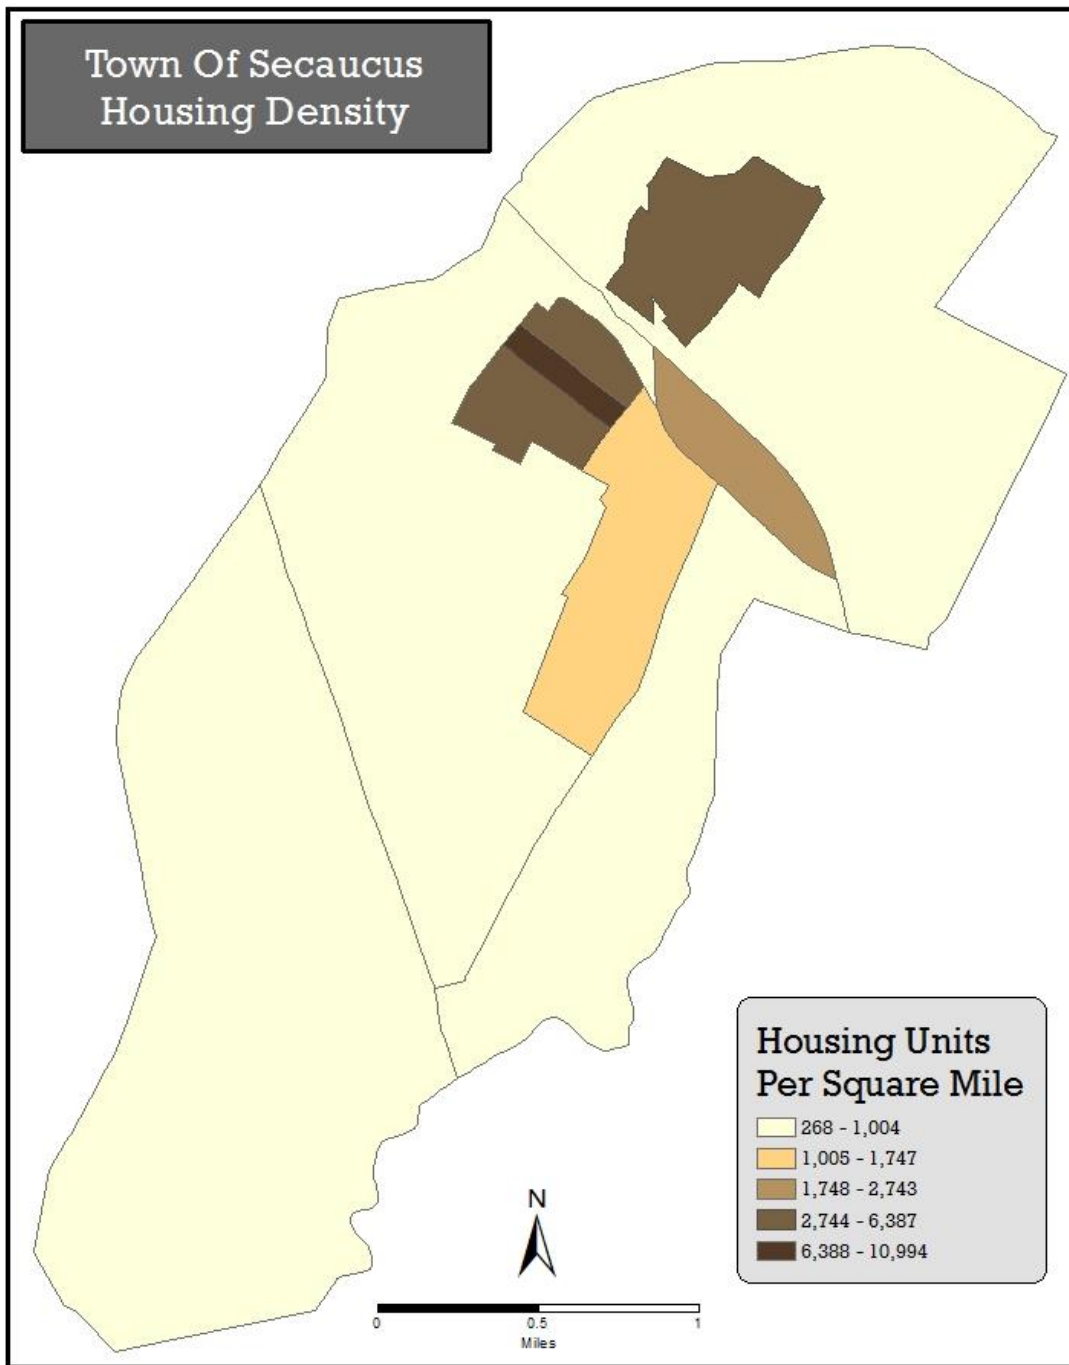 Town Of Secaucus
Housing Density
Housing Units
Per Square Mile
268 - 1,004
1,005 - 1,747
1,748 - 2,743
2,744 - 6,387
6,388 - 10,994
N
0 0.5 1
Miles